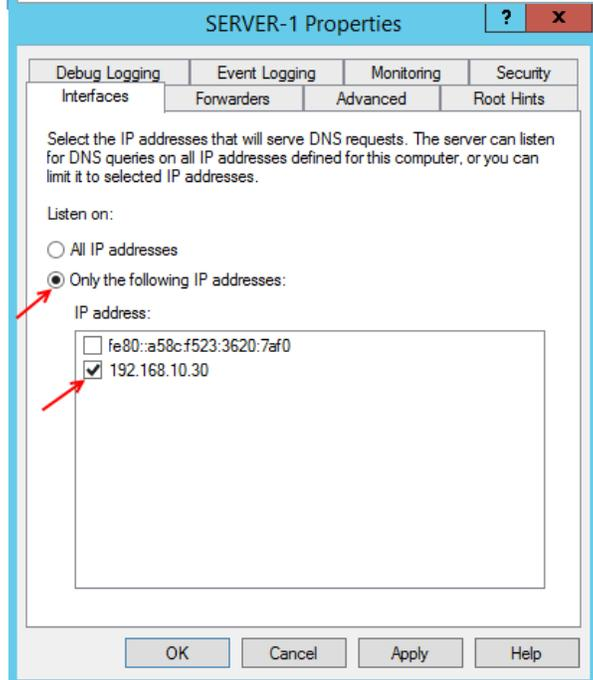 SERVER-1 Properties
?
x
Debug Logging
Event Logging
Monitoring
Security
Interfaces
Forwarders
Advanced
Root Hints
Select the IP addresses that will serve DNS requests. The server can listen
for DNS queries on all IP addresses defined for this computer, or you can
limit it to selected IP addresses.
Listen on:
All IP addresses
Only the following IP addresses:
IP address:
fe80::a58c:f523:3620:7af0
192.168.10.30
OK
Cancel
Apply
Help